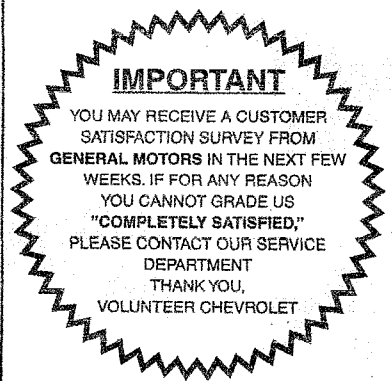 IMPORTANT
YOU MAY RECEIVE A CUSTOMER
SATISFACTION SURVEY FROM
GENERAL MOTORS IN THE NEXT FEW
WEEKS. IF FOR ANY REASON
YOU CANNOT GRADE US
"COMPLETELY SATISFIED,"
PLEASE CONTACT OUR SERVICE
DEPARTMENT
THANK YOU,
VOLUNTEER CHEVROLET